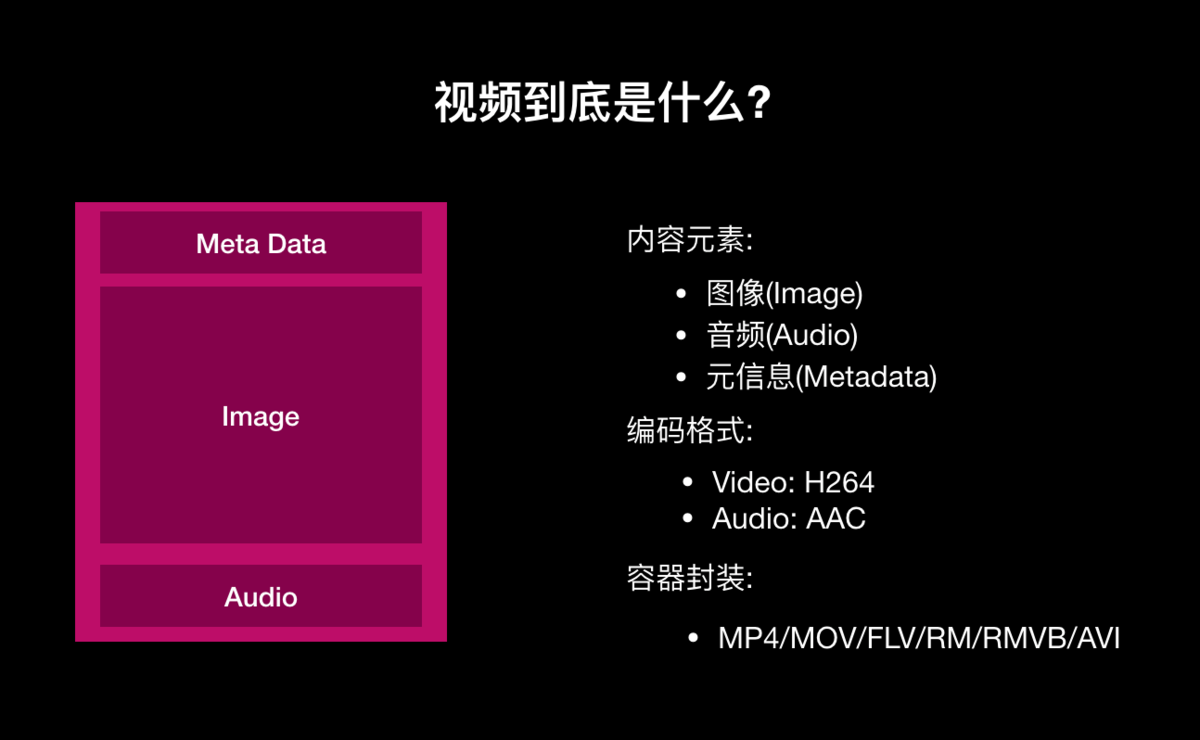 视频到底是什么?
Meta Data
Image
Audio
内容元素:
• 图像(Image)
• 音频(Audio)
• 元信息(Metadata)
编码格式:
• Video: H264
• Audio: AAC
容器封装:
• MP4/MOV/FLV/RM/RMVB/AVI